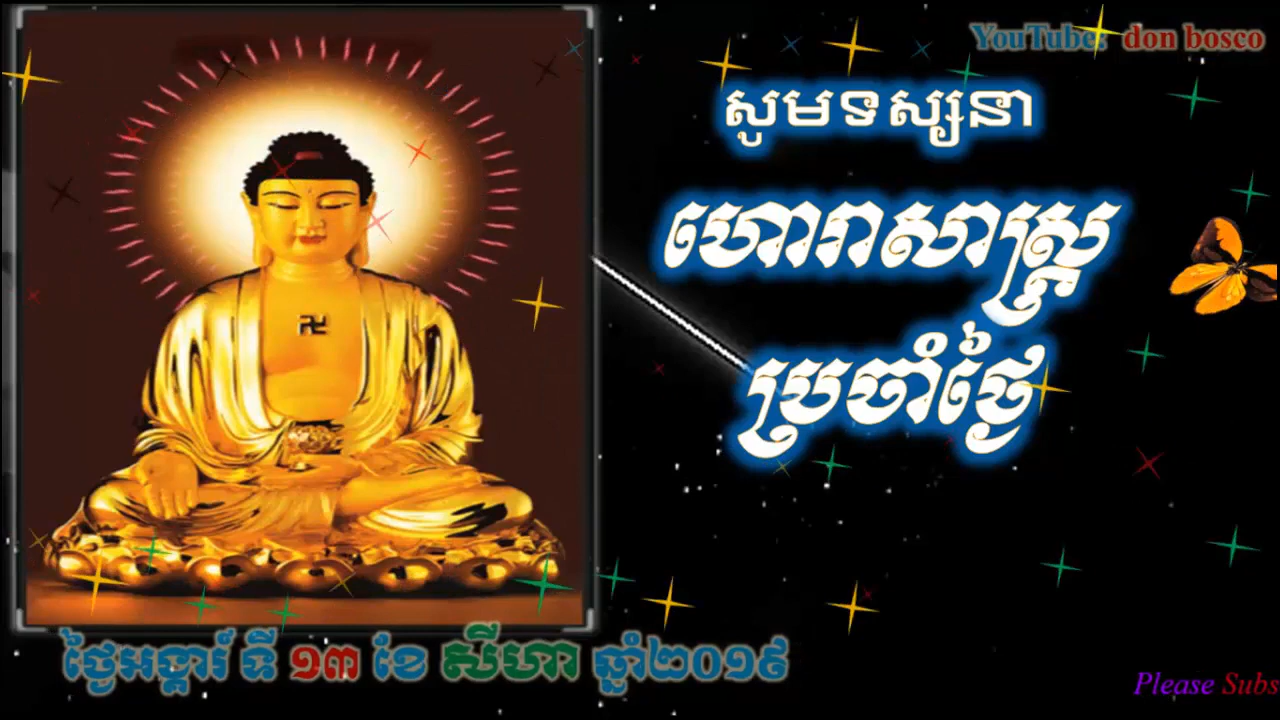 YouTube: don bosco
សូមទស្សនា
ហោរាសាស្ត្រ
ប្រចាំថ្ងៃ
ថ្ងៃអង្គារ៍ ទី ១៣ ខែ សីហា ឆ្នាំ២០១៩
Please Subs